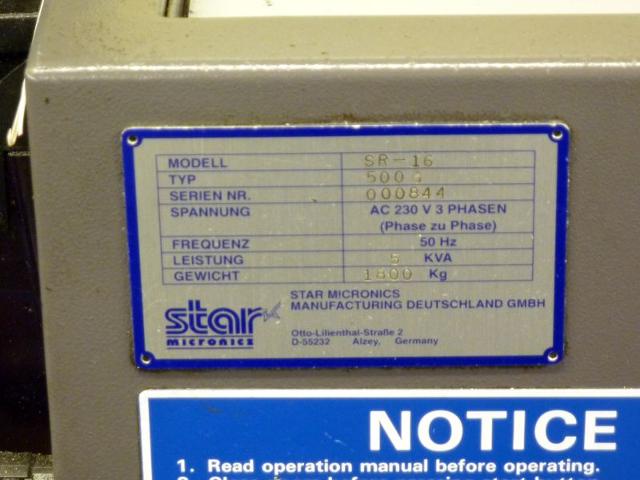 MODELL SR-16
TYP 500
SERIEN NR. 000844
SPANNUNG AC 230 V 3 PHASEN
(Phase zu Phase)
FREQUENZ 50 Hz
LEISTUNG 5 KVA
GEWICHT 1800 Kg
star
MICRONICS
STAR MICRONICS
MANUFACTURING DEUTSCHLAND GMBH
Otto-Lilienthal-Straße 2
D-55232 Alzey, Germany
NOTICE
1. Read operation manual before operating.